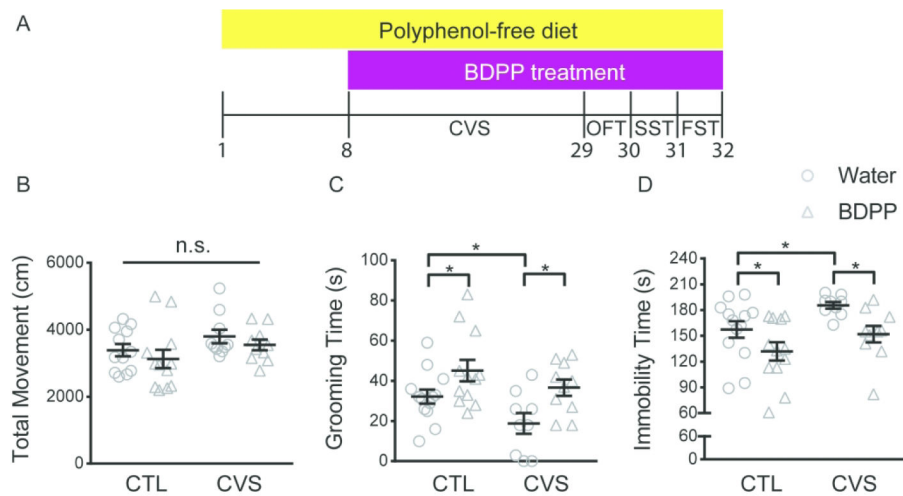 A
Polyphenol-free diet
BDPP treatment
CVS OFT SST FST
1 8 29 30 31 32
B C D
Water
BDPP
Total Movement (cm)
6000
4000
2000
0
n.s.
CTL CVS
Grooming Time (s)
100
80
60
40
20
0
* * *
CTL CVS
Immobility Time (s)
210
180
150
120
90
60
60
0
* * *
CTL CVS